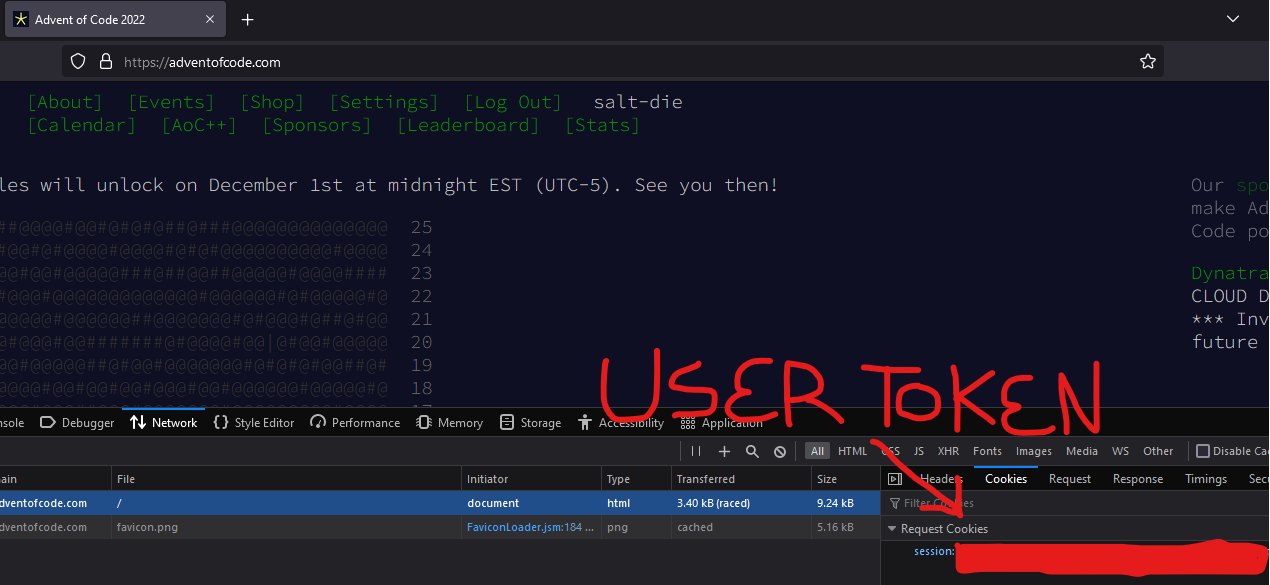 Advent of Code 2022
https://adventofcode.com
[About] [Events] [Shop] [Settings] [Log Out] salt-die
[Calendar] [AoC++] [Sponsors] [Leaderboard] [Stats]
les will unlock on December 1st at midnight EST (UTC-5). See you then!
Our spo
make Ad
Code po
25
24
23
22
21
20
19
18
Dynatra
CLOUD D
*** Inv
future
USER TOKEN
nsole Debugger Network {} Style Editor Performance Memory Storage Accessibility Application
All HTML CSS JS XHR Fonts Images Media WS Other Disable Cac
ain File Initiator Type Transferred Size
Headers Cookies Request Response Timings Secu
adventofcode.com / document html 3.40 kB (raced) 9.24 kB
Filter Cookies
adventofcode.com favicon.png FaviconLoader.jsm:184 ... png cached 5.16 kB
Request Cookies
session: